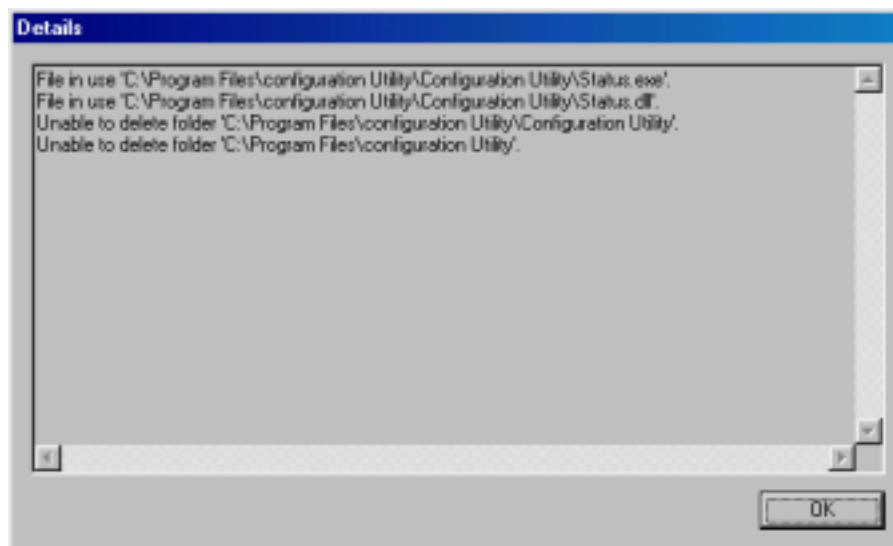 Details
File in use 'C:\Program Files\configuration Utility\Configuration Utility\Status.exe'.
File in use 'C:\Program Files\configuration Utility\Configuration Utility\Status.dll'.
Unable to delete folder 'C:\Program Files\configuration Utility\Configuration Utility'.
Unable to delete folder 'C:\Program Files\configuration Utility'.
OK